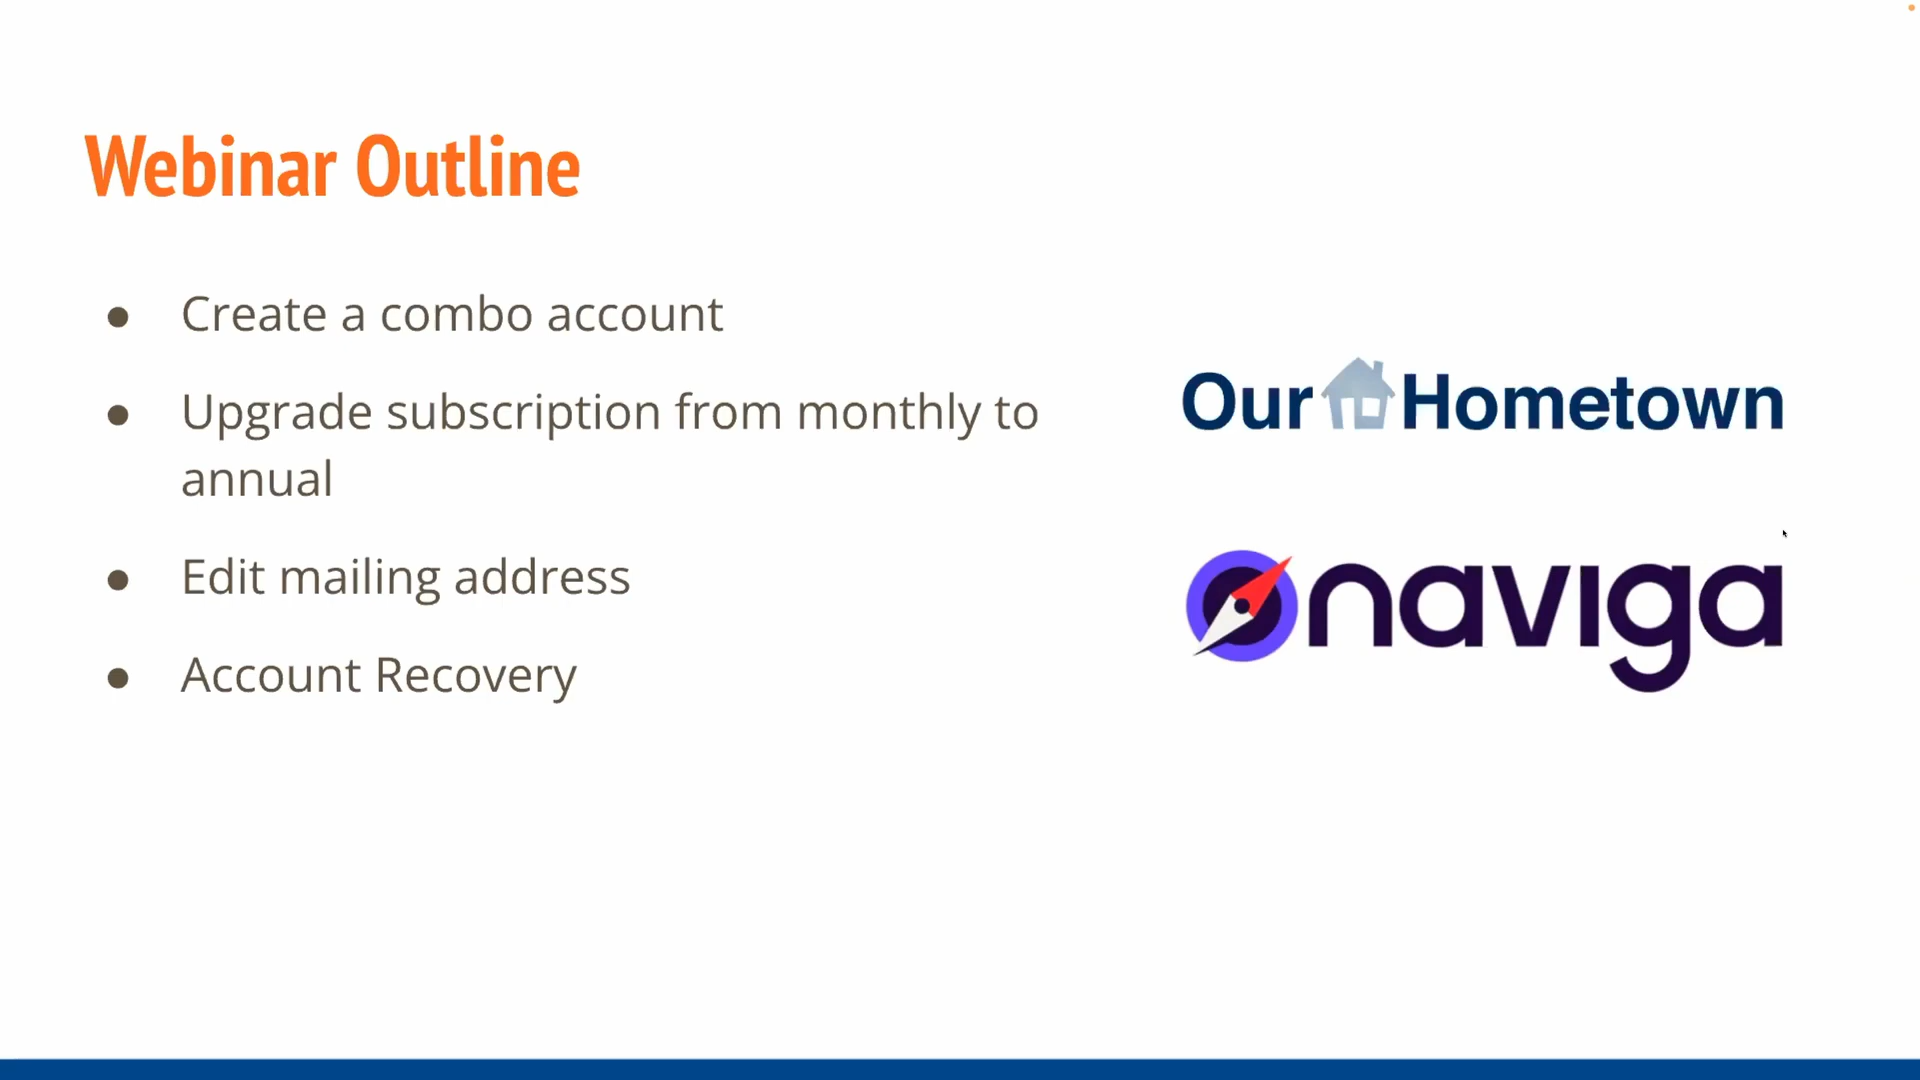 Webinar Outline
● Create a combo account
● Upgrade subscription from monthly to
annual
● Edit mailing address
● Account Recovery
Our Hometown
naviga